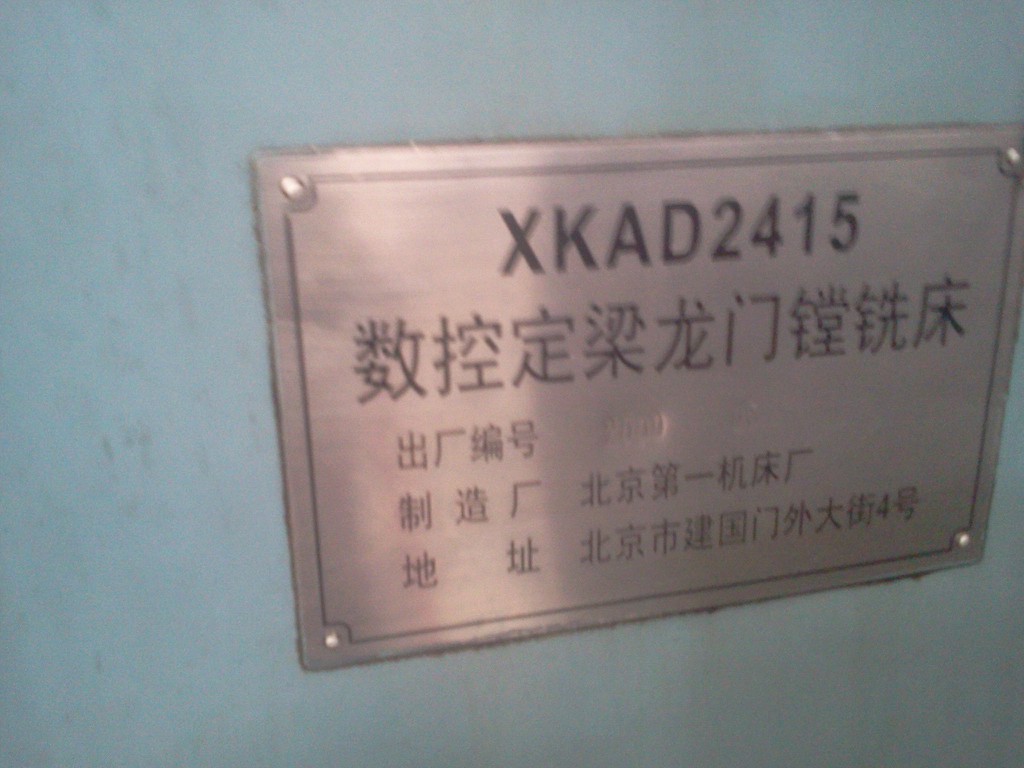 XKAD2415
数控定梁龙门镗铣床
出厂编号
制造厂 北京第一机床厂
地址 北京市建国门外大街4号